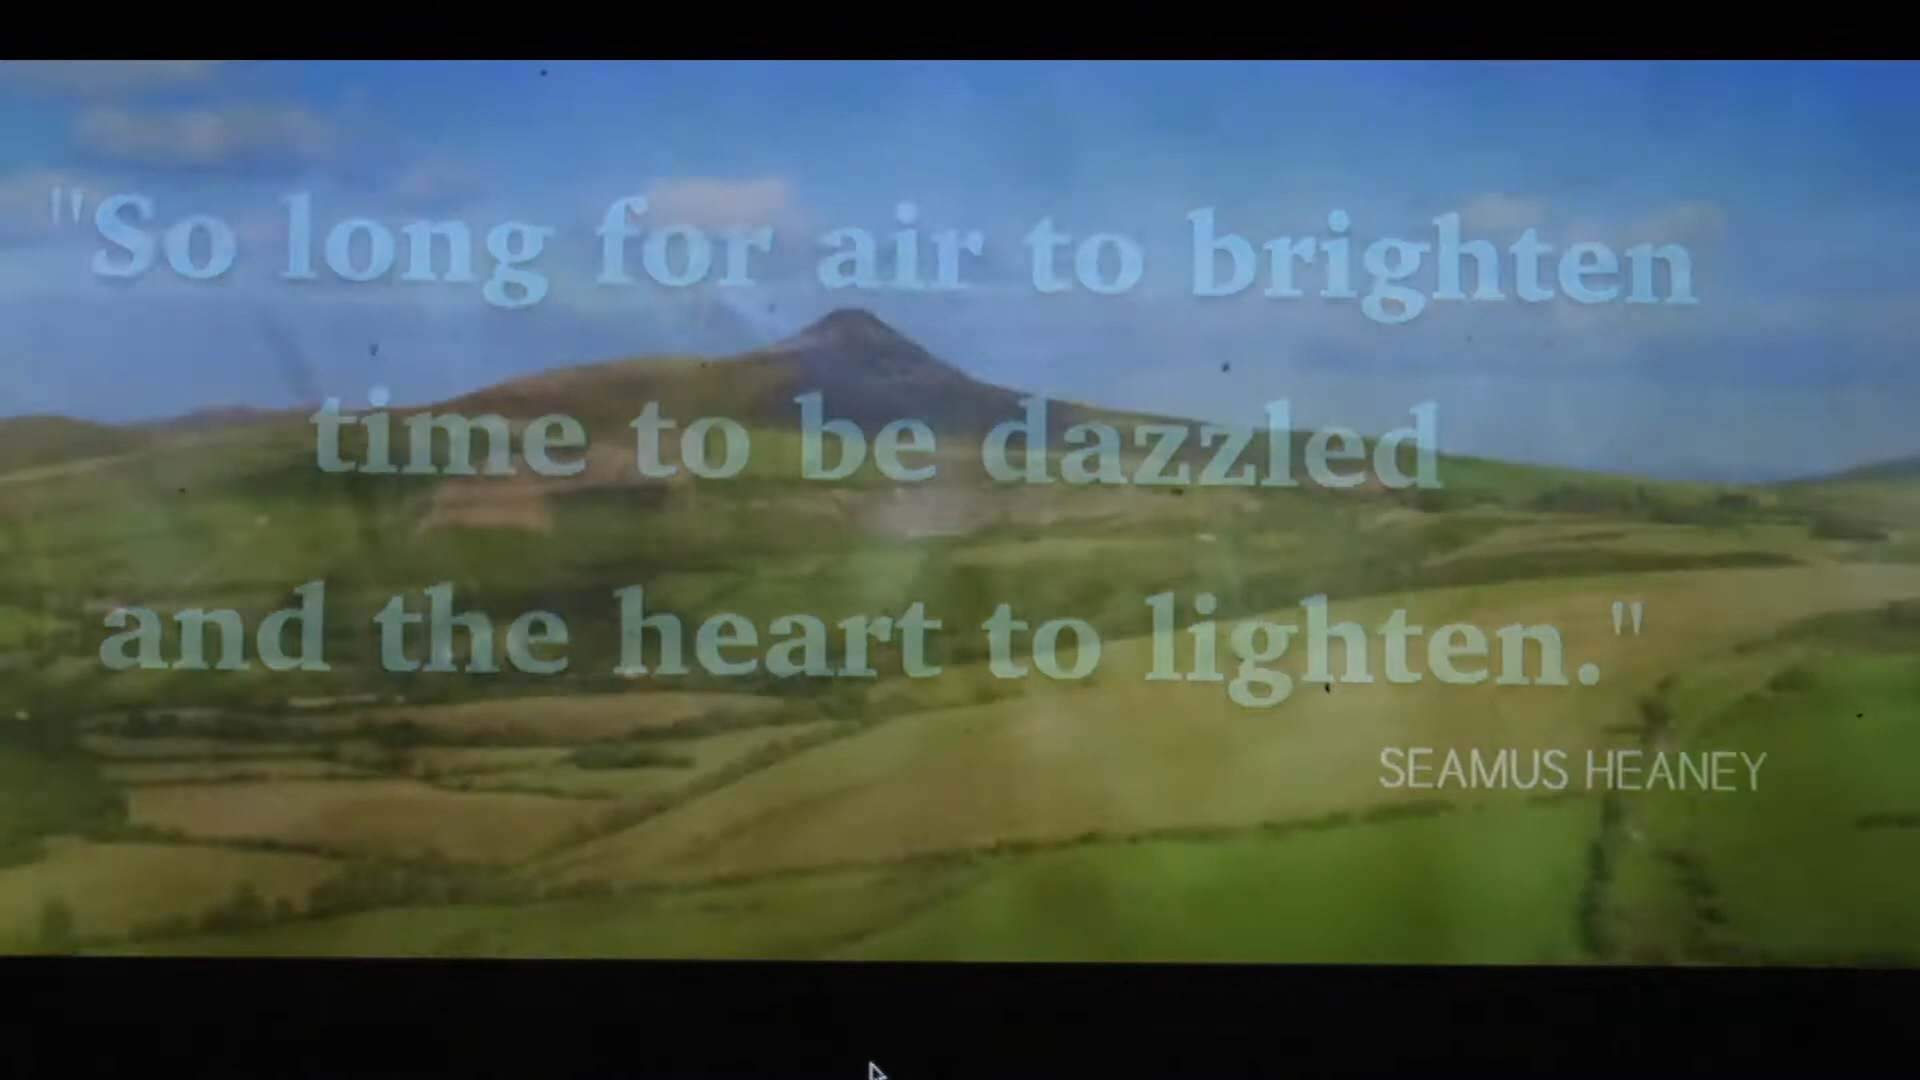 "So long for air to brighten
time to be dazzled
and the heart to lighten."
SEAMUS HEANEY